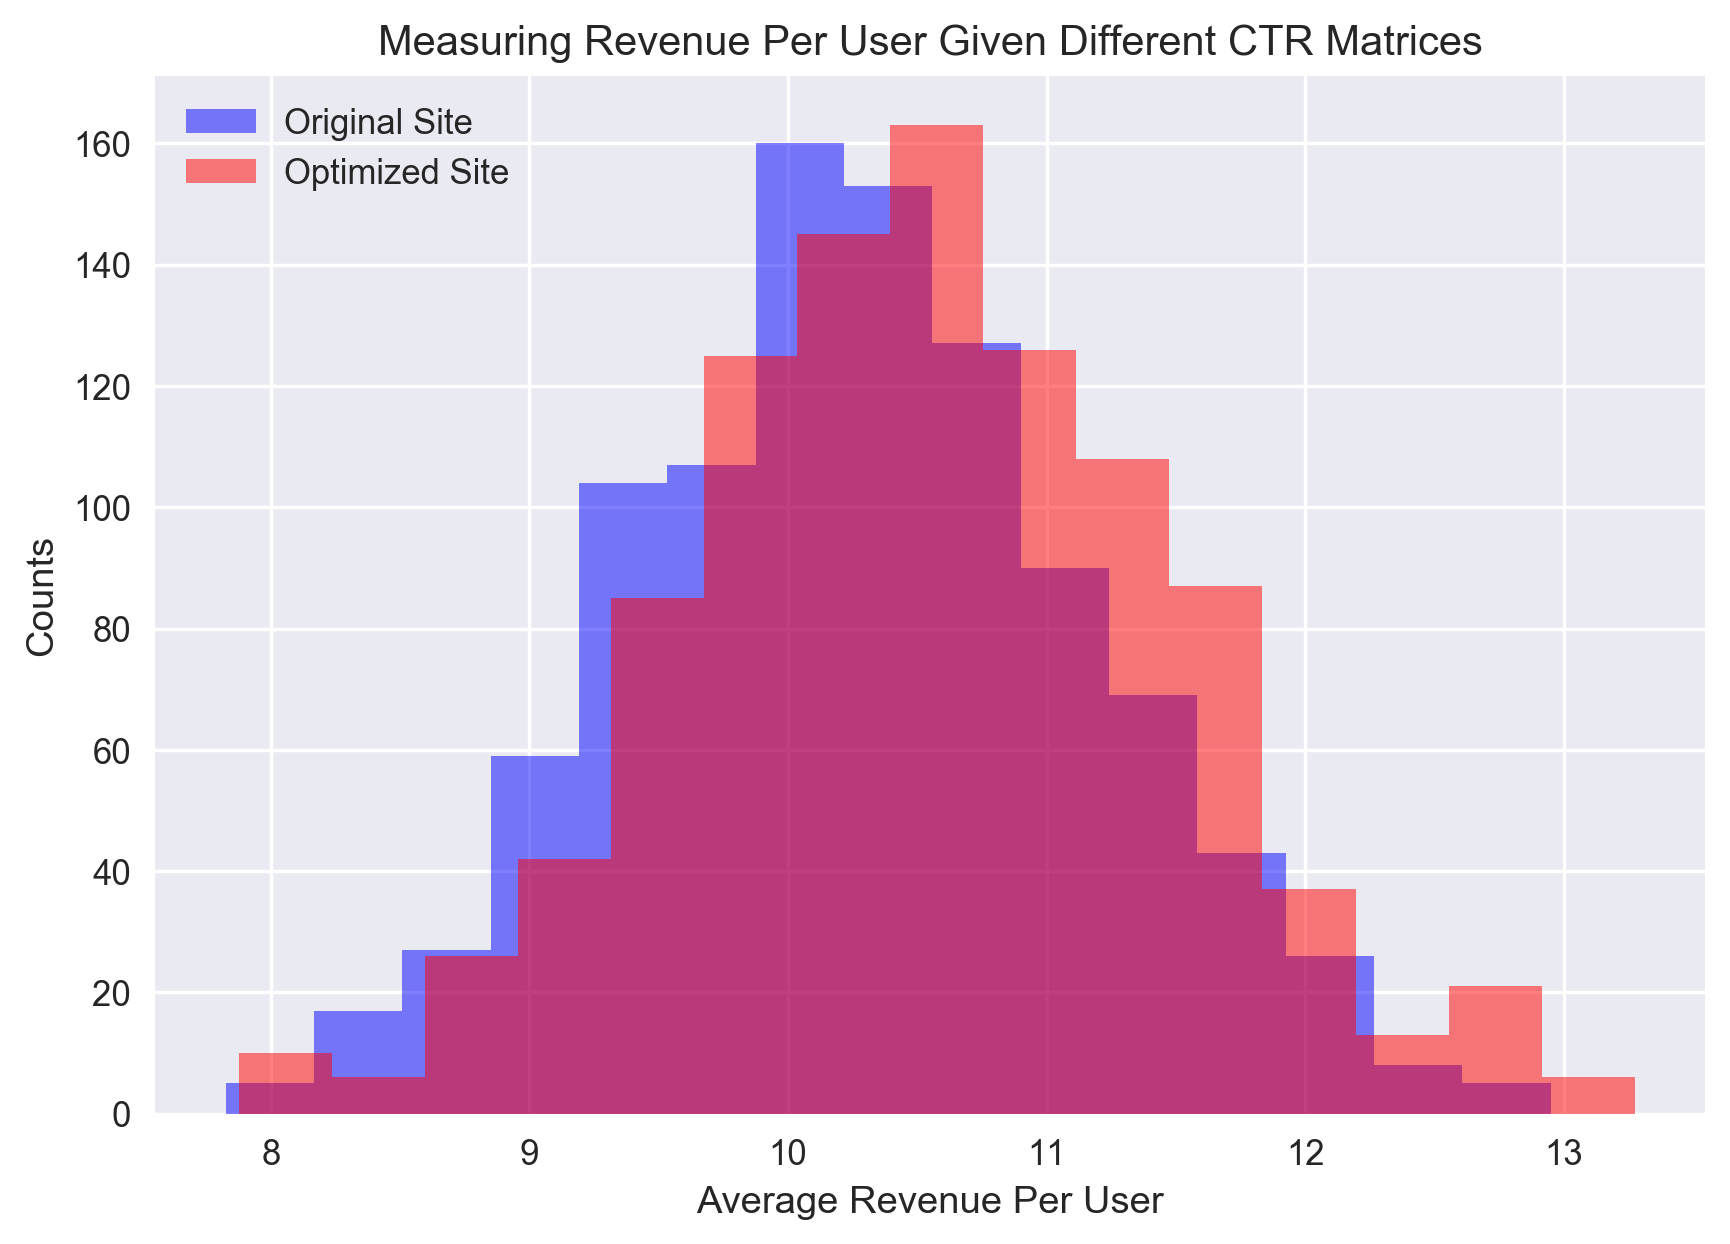 Measuring Revenue Per User Given Different CTR Matrices
Original Site
Optimized Site
160
140
120
100
80
60
40
20
0
Counts
8 9 10 11 12 13
Average Revenue Per User